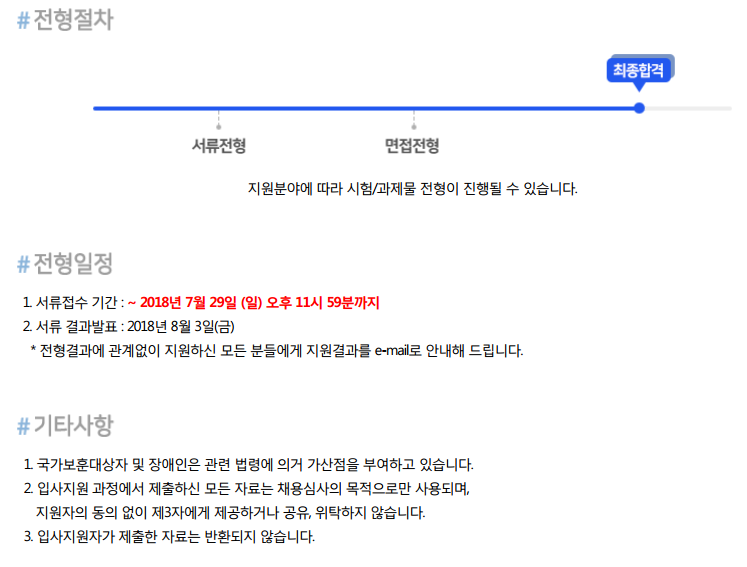 # 전형절차
최종합격
서류전형
면접전형
지원분야에 따라 시험/과제물 전형이 진행될 수 있습니다.
# 전형일정
1. 서류접수 기간 : ~ 2018년 7월 29일 (일) 오후 11시 59분까지
2. 서류 결과발표 : 2018년 8월 3일(금)
* 전형결과에 관계없이 지원하신 모든 분들에게 지원결과를 e-mail로 안내해 드립니다.
# 기타사항
1. 국가보훈대상자 및 장애인은 관련 법령에 의거 가산점을 부여하고 있습니다.
2. 입사지원 과정에서 제출하신 모든 자료는 채용심사의 목적으로만 사용되며,
지원자의 동의 없이 제3자에게 제공하거나 공유, 위탁하지 않습니다.
3. 입사지원자가 제출한 자료는 반환되지 않습니다.